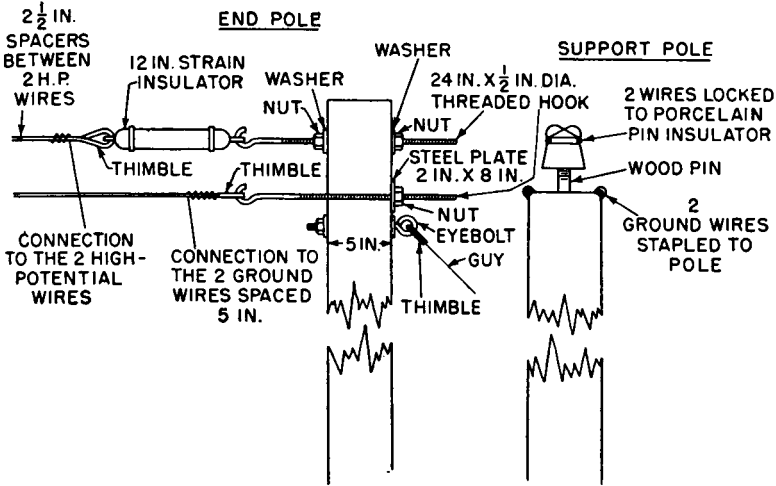 END POLE
SUPPORT POLE
2 1/2 IN.
SPACERS
BETWEEN
2 H.P.
WIRES
12 IN. STRAIN
INSULATOR
WASHER
NUT
WASHER
NUT
24 IN. X 1/2 IN. DIA.
THREADED HOOK
2 WIRES LOCKED
TO PORCELAIN
PIN INSULATOR
THIMBLE
THIMBLE
STEEL PLATE
2 IN. X 8 IN.
WOOD PIN
NUT
EYEBOLT
GUY
THIMBLE
5 IN.
2
GROUND WIRES
STAPLED TO
POLE
CONNECTION
TO THE 2 HIGH-
POTENTIAL
WIRES
CONNECTION TO
THE 2 GROUND
WIRES SPACED
5 IN.